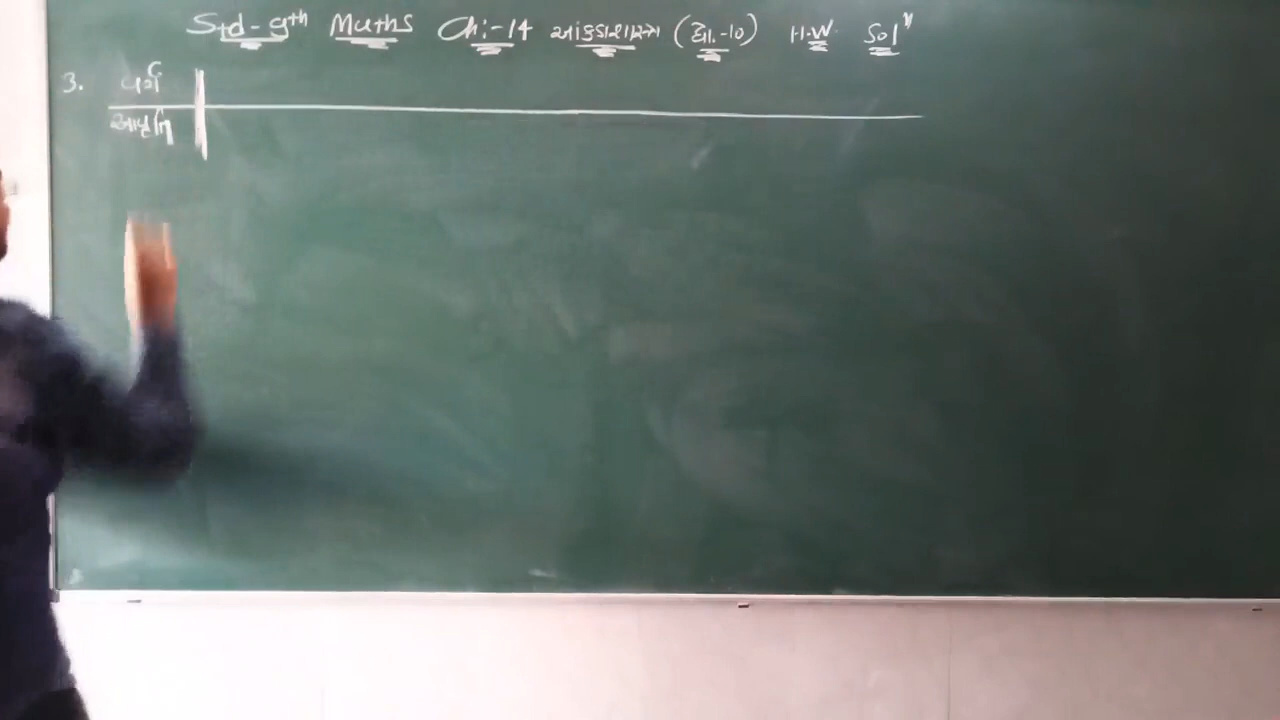 Std-9th Maths Ch:-14 આંકડાશાસ્ત્ર (દા.-10) H.W Solⁿ
3. વર્ગ
આવૃત્તિ